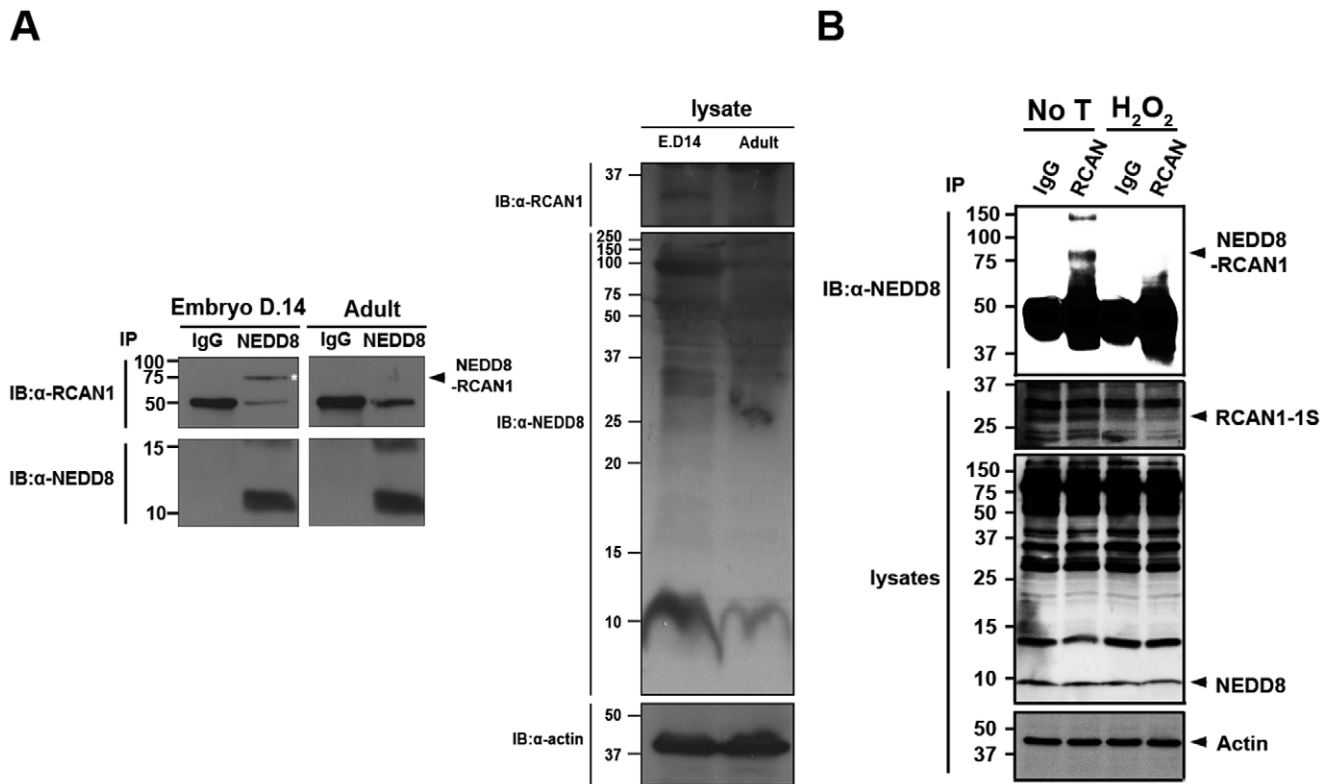 A
Embryo D.14 Adult
IP IgG NEDD8 IgG NEDD8
IB:α-RCAN1
100
75
50
*
NEDD8
-RCAN1
IB:α-NEDD8
15
10
lysate
E.D14 Adult
IB:α-RCAN1
37
IB:α-NEDD8
250
150
100
75
50
37
25
20
15
10
IB:α-actin
50
37
B
No T H₂O₂
IP IgG RCAN IgG RCAN
IB:α-NEDD8
150
100
75
50
37
NEDD8
-RCAN1
lysates
37
25
RCAN1-1S
150
75
50
37
25
15
10
NEDD8
50
37
Actin